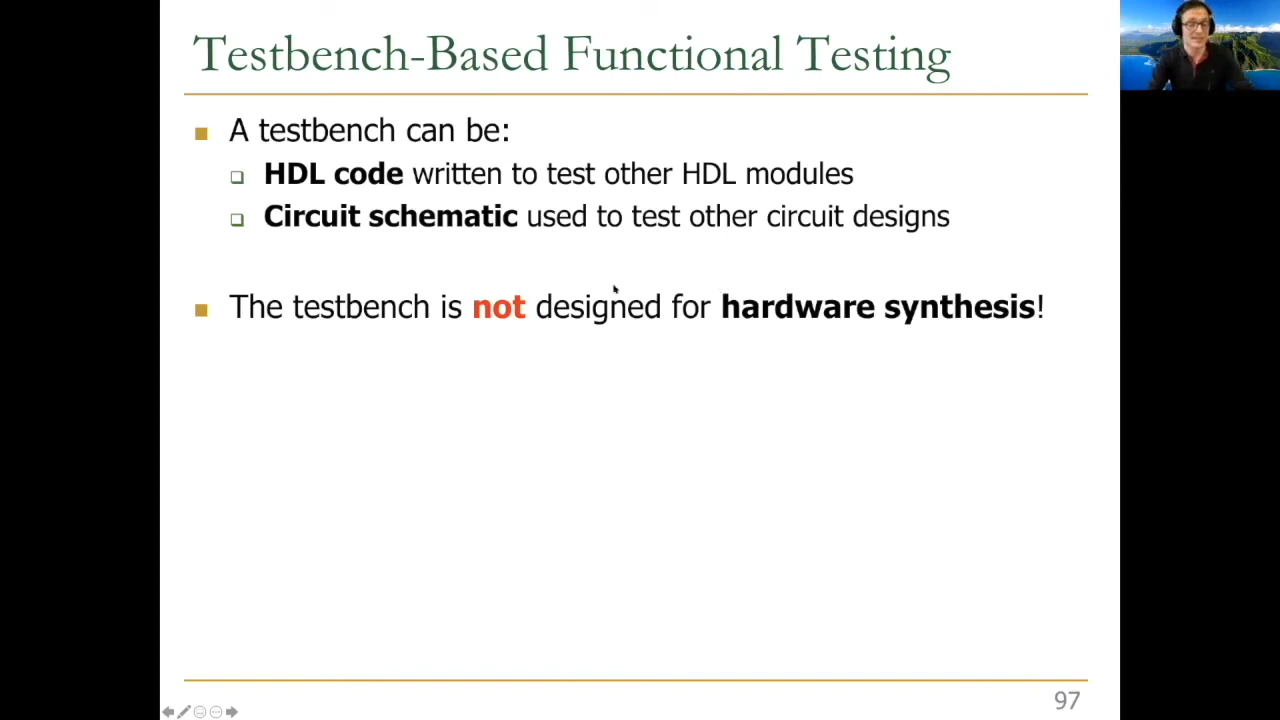 Testbench-Based Functional Testing
A testbench can be:
HDL code written to test other HDL modules
Circuit schematic used to test other circuit designs
The testbench is not designed for hardware synthesis!
97